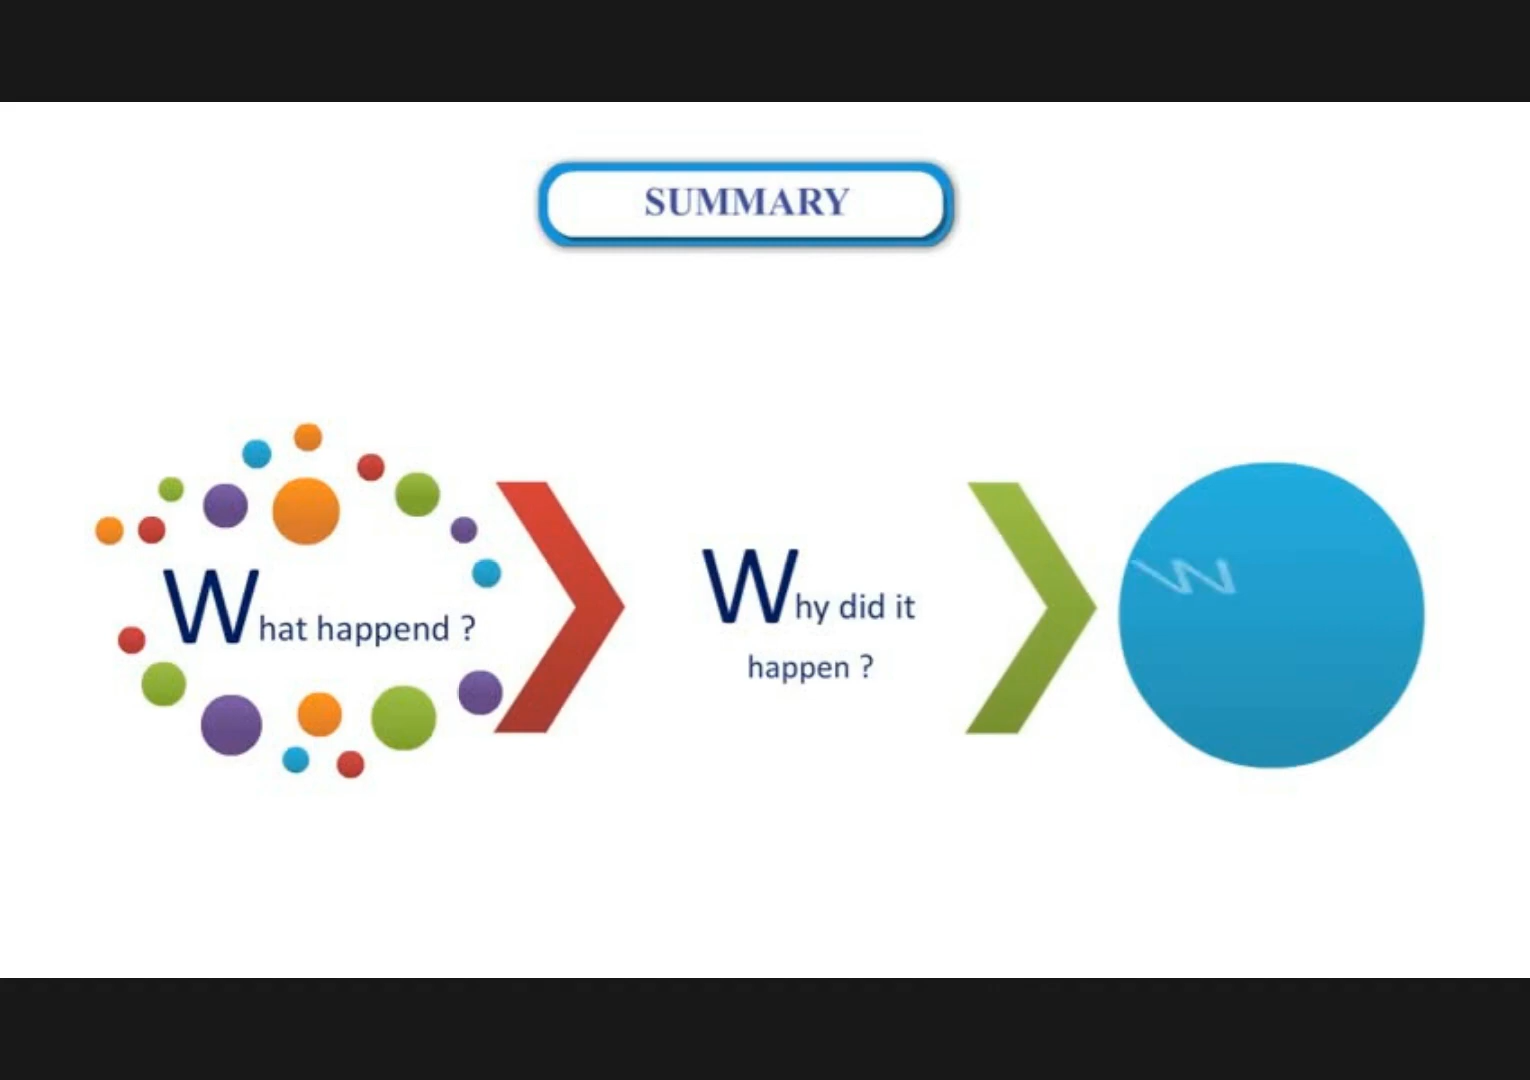 SUMMARY
What happend ?
Why did it
happen ?
W